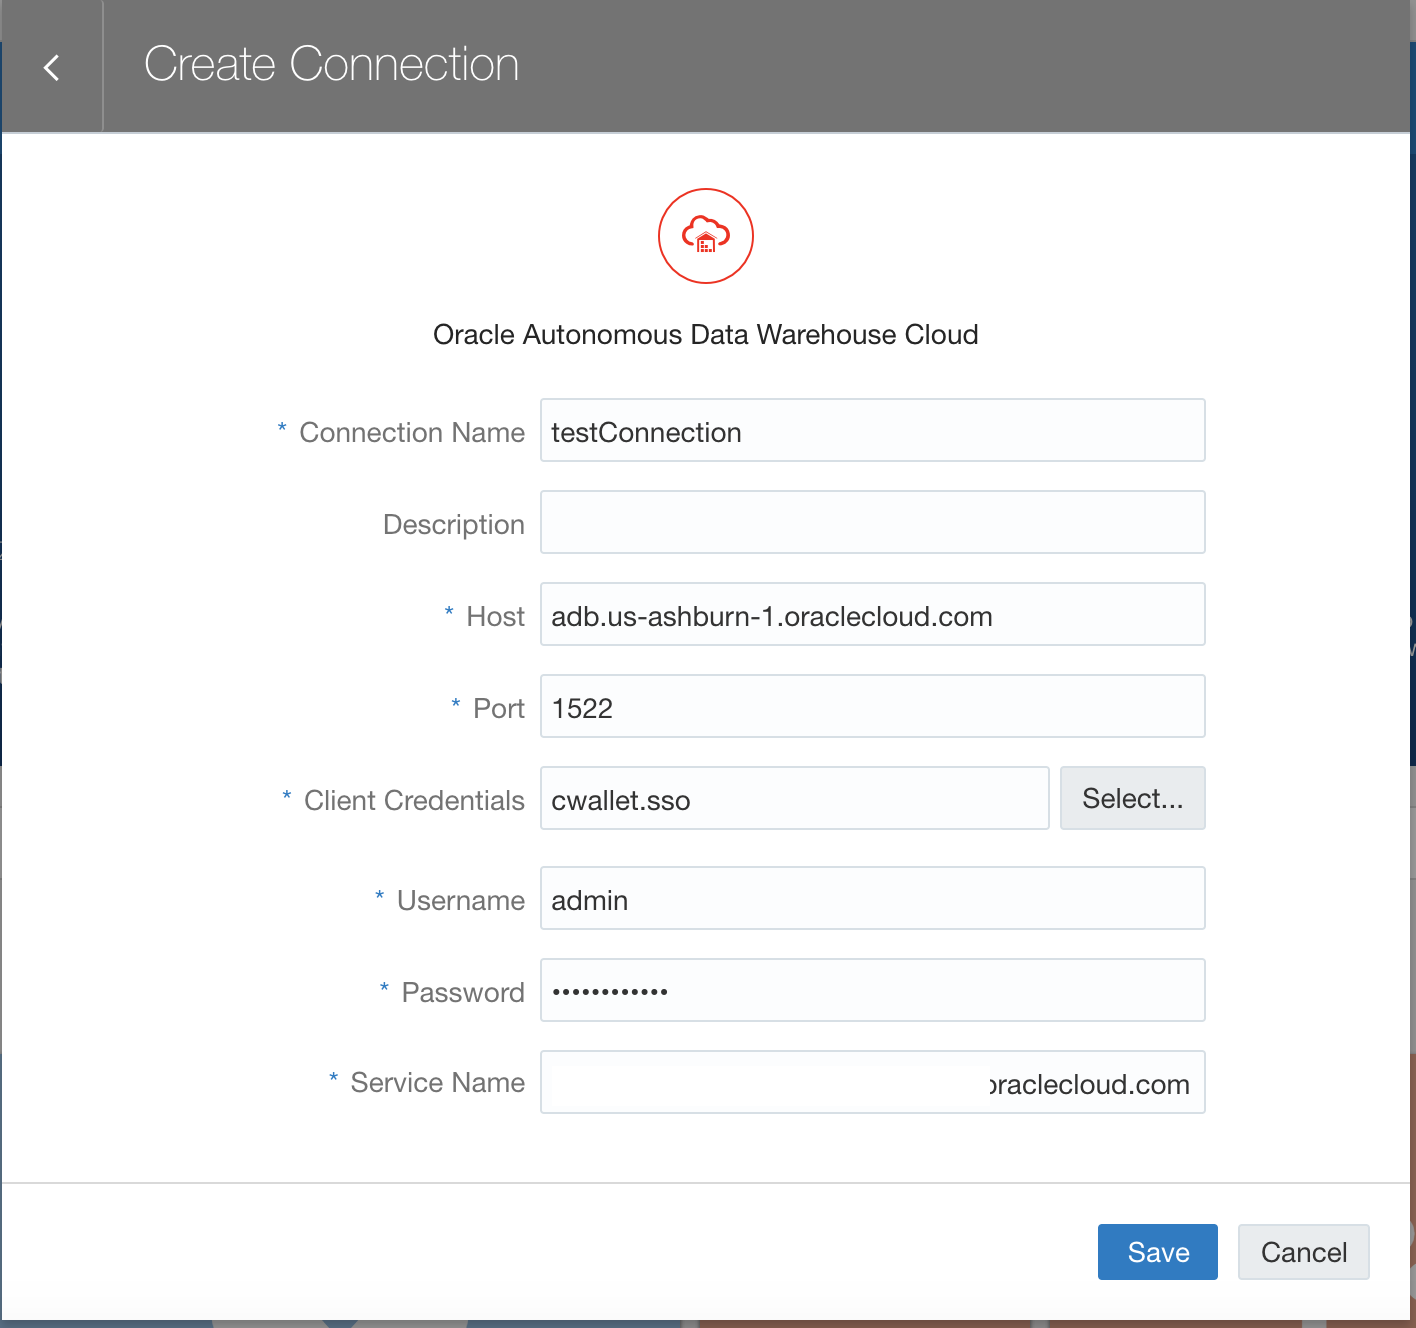 Create Connection
Oracle Autonomous Data Warehouse Cloud
* Connection Name testConnection
Description
* Host adb.us-ashburn-1.oraclecloud.com
* Port 1522
* Client Credentials cwallet.sso Select...
* Username admin
* Password ••••••••••••
* Service Name oraclecloud.com
Save Cancel